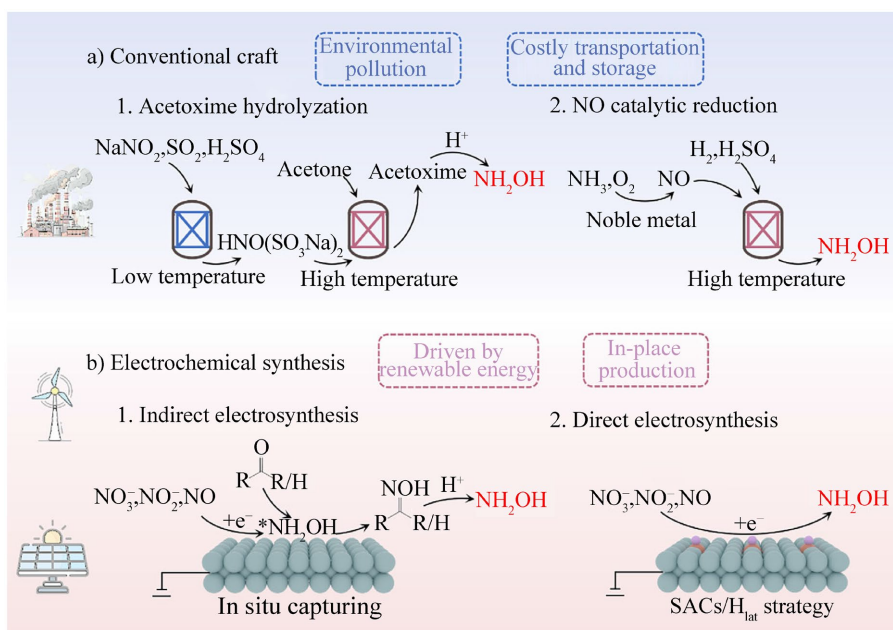 a) Conventional craft
Environmental
pollution
Costly transportation
and storage
1. Acetoxime hydrolyzation
NaNO₂,SO₂,H₂SO₄
Low temperature
HNO(SO₃Na)₂
Acetone
High temperature
Acetoxime
H⁺
NH₂OH
2. NO catalytic reduction
NH₃,O₂
NO
Noble metal
H₂,H₂SO₄
High temperature
NH₂OH
b) Electrochemical synthesis
Driven by
renewable energy
In-place
production
1. Indirect electrosynthesis
NO₃⁻,NO₂⁻,NO
+e⁻
O
R
R/H
*NH₂OH
NOH
R
R/H
H⁺
NH₂OH
In situ capturing
2. Direct electrosynthesis
NO₃⁻,NO₂⁻,NO
+e⁻
NH₂OH
SACs/Hlat strategy